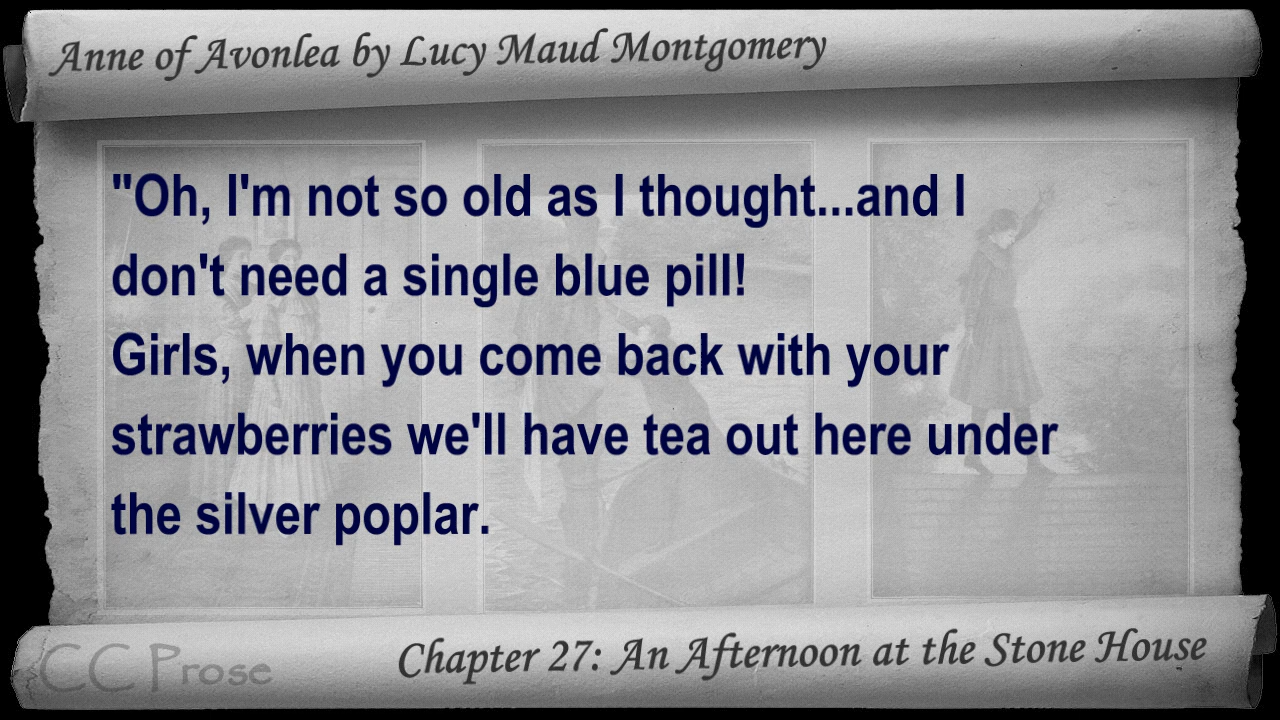 Anne of Avonlea by Lucy Maud Montgomery
"Oh, I'm not so old as I thought...and I
don't need a single blue pill!
Girls, when you come back with your
strawberries we'll have tea out here under
the silver poplar.
CC Prose
Chapter 27: An Afternoon at the Stone House